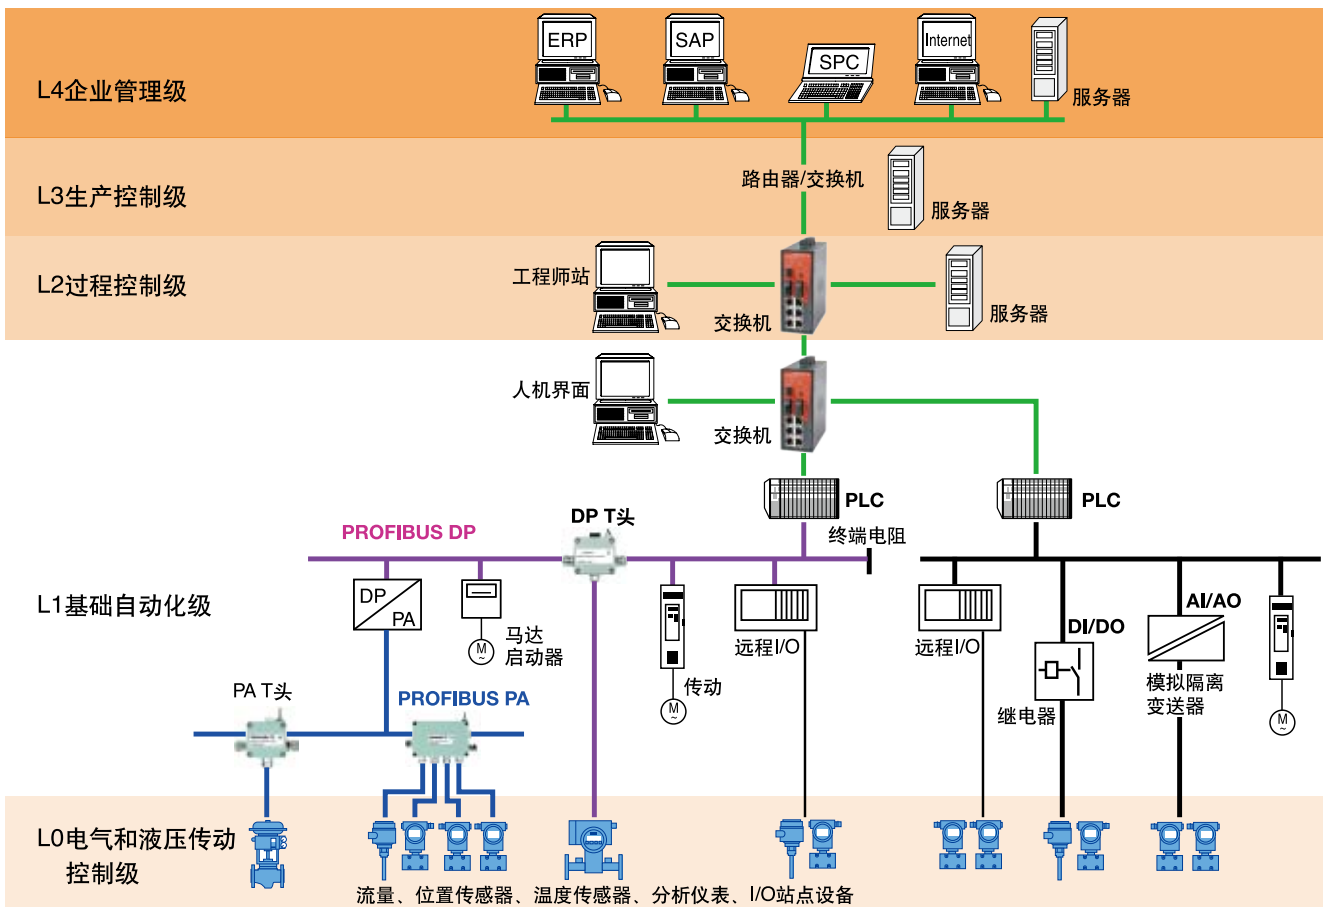 ERP
SAP
SPC
Internet
L4企业管理级
服务器
L3生产控制级
路由器/交换机
服务器
L2过程控制级
工程师站
交换机
服务器
人机界面
交换机
PLC
PLC
PROFIBUS DP
DP T头
终端电阻
L1基础自动化级
DP
PA
M
~
马达
启动器
传动
M
~
远程I/O
远程I/O
DI/DO
继电器
AI/AO
模拟隔离
变送器
M
~
PA T头
PROFIBUS PA
L0电气和液压传动
控制级
流量、位置传感器、温度传感器、分析仪表、I/O站点设备